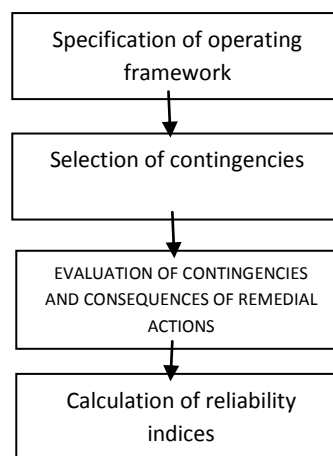 Specification of operating
framework
Selection of contingencies
EVALUATION OF CONTINGENCIES
AND CONSEQUENCES OF REMEDIAL
ACTIONS
Calculation of reliability
indices